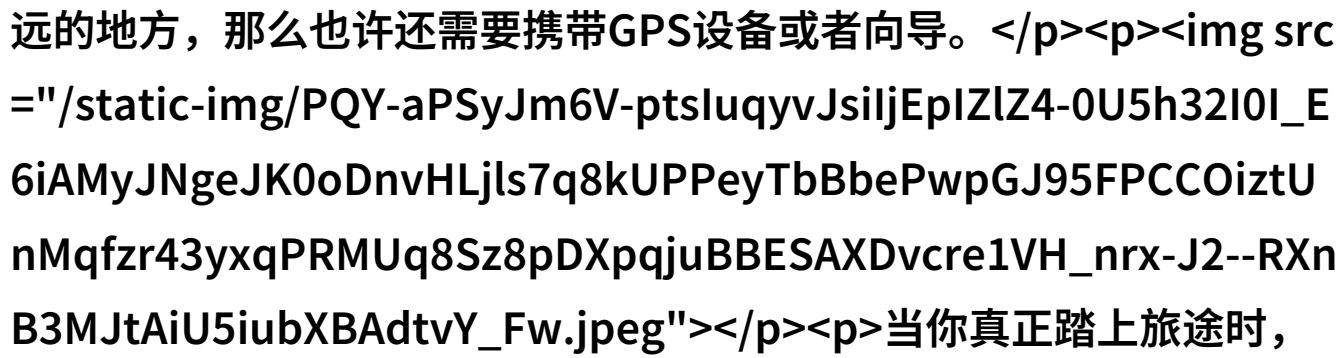 远的地方，那么也许还需要携带GPS设备或者向导。</p><p><img src
="/static-img/PQY-aPSyJm6V-ptsIuqyvJsiIjEpIZlZ4-0U5h32I0I_E
6iAMyJNgeJK0oDnvHLjls7q8kUPPeyTbBbePwpGJ95FPCCOiztU
nMqfzr43yxqPRMUq8Sz8pDXpqjuBBESAXDvcre1VH_nrx-J2--RXn
B3MJtAiU5iubXBAdtvY_Fw.jpeg"></p><p>当你真正踏上旅途时，